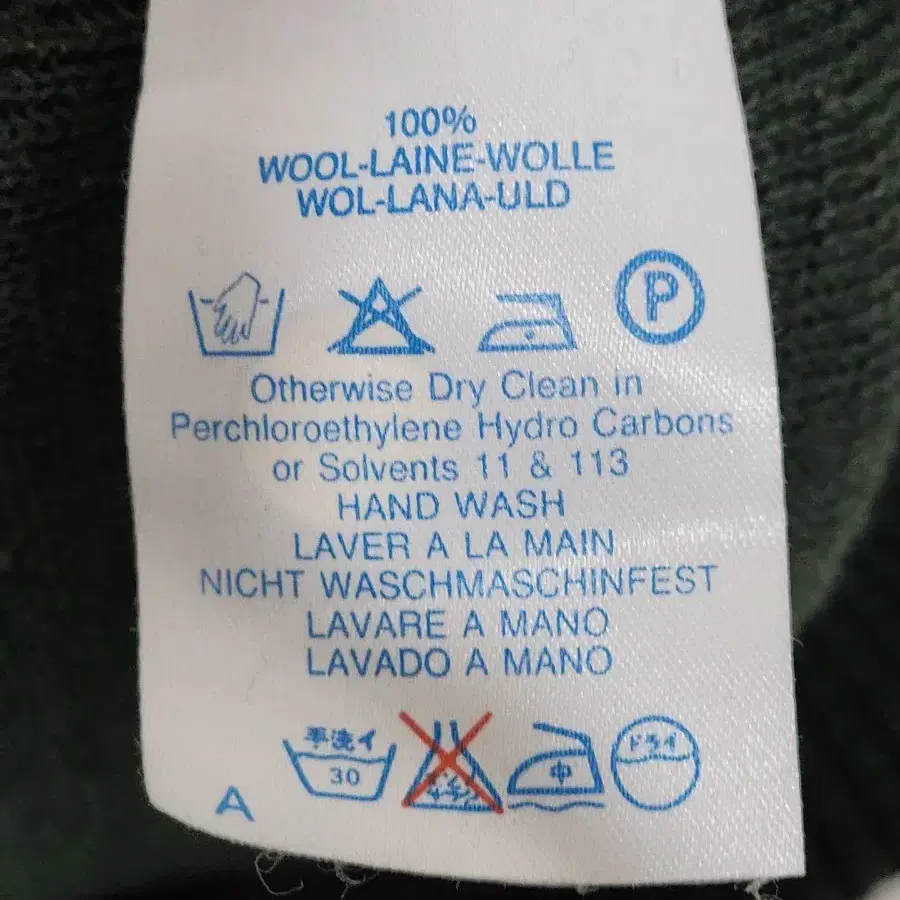 100%
WOOL-LAINE-WOLLE
WOL-LANA-ULD
P
Otherwise Dry Clean in
Perchloroethylene Hydro Carbons
or Solvents 11 & 113
HAND WASH
LAVER A LA MAIN
NICHT WASCHMASCHINFEST
LAVARE A MANO
LAVADO A MANO
手洗イ
30
中
ドライ
A